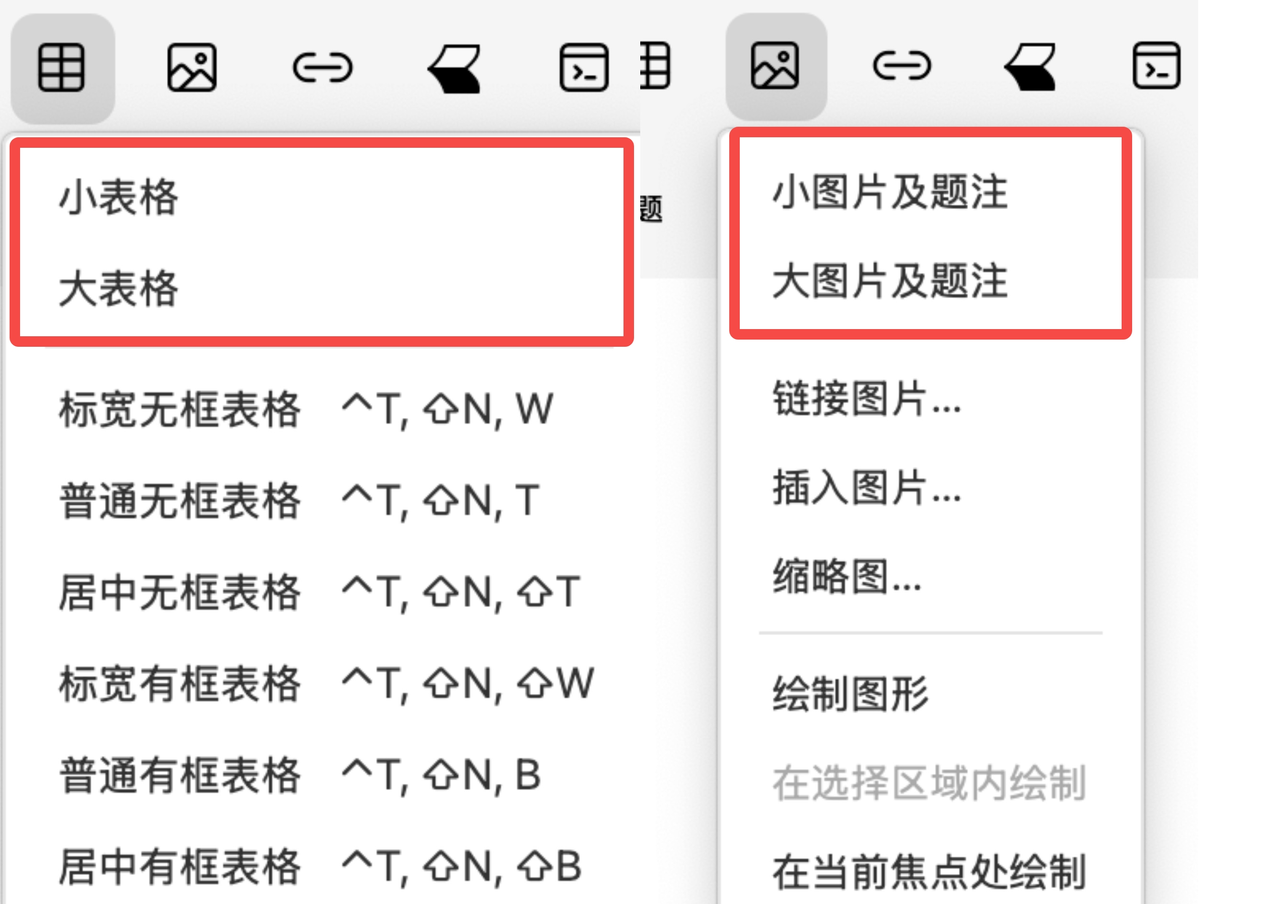 小表格
大表格
标宽无框表格 ^T, ⇧N, W
普通无框表格 ^T, ⇧N, T
居中无框表格 ^T, ⇧N, ⇧T
标宽有框表格 ^T, ⇧N, ⇧W
普通有框表格 ^T, ⇧N, B
居中有框表格 ^T, ⇧N, ⇧B
题
小图片及题注
大图片及题注
链接图片...
插入图片...
缩略图...
绘制图形
在选择区域内绘制
在当前焦点处绘制